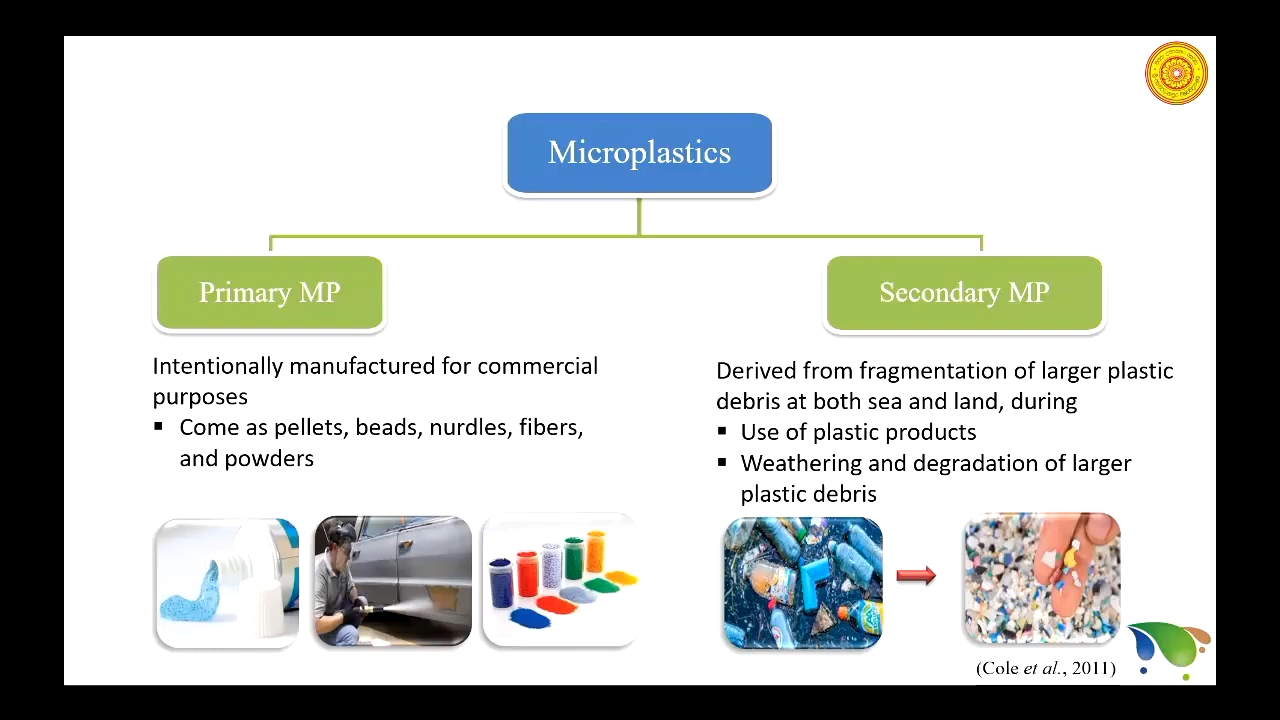 Microplastics
Primary MP
Secondary MP
Intentionally manufactured for commercial
purposes
▪ Come as pellets, beads, nurdles, fibers,
and powders
Derived from fragmentation of larger plastic
debris at both sea and land, during
▪ Use of plastic products
▪ Weathering and degradation of larger
plastic debris
(Cole et al., 2011)